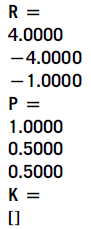 R =
4.0000
−4.0000
−1.0000
P =
1.0000
0.5000
0.5000
K =
[]